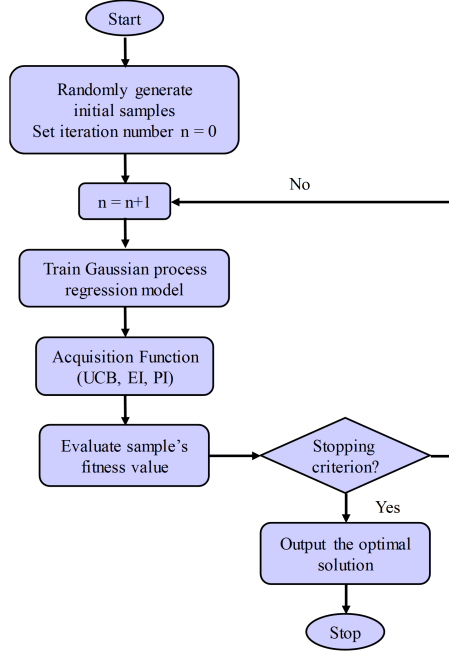 Start
Randomly generate
initial samples
Set iteration number n = 0
No
n = n+1
Train Gaussian process
regression model
Acquisition Function
(UCB, EI, PI)
Evaluate sample's
fitness value
Stopping
criterion?
Yes
Output the optimal
solution
Stop